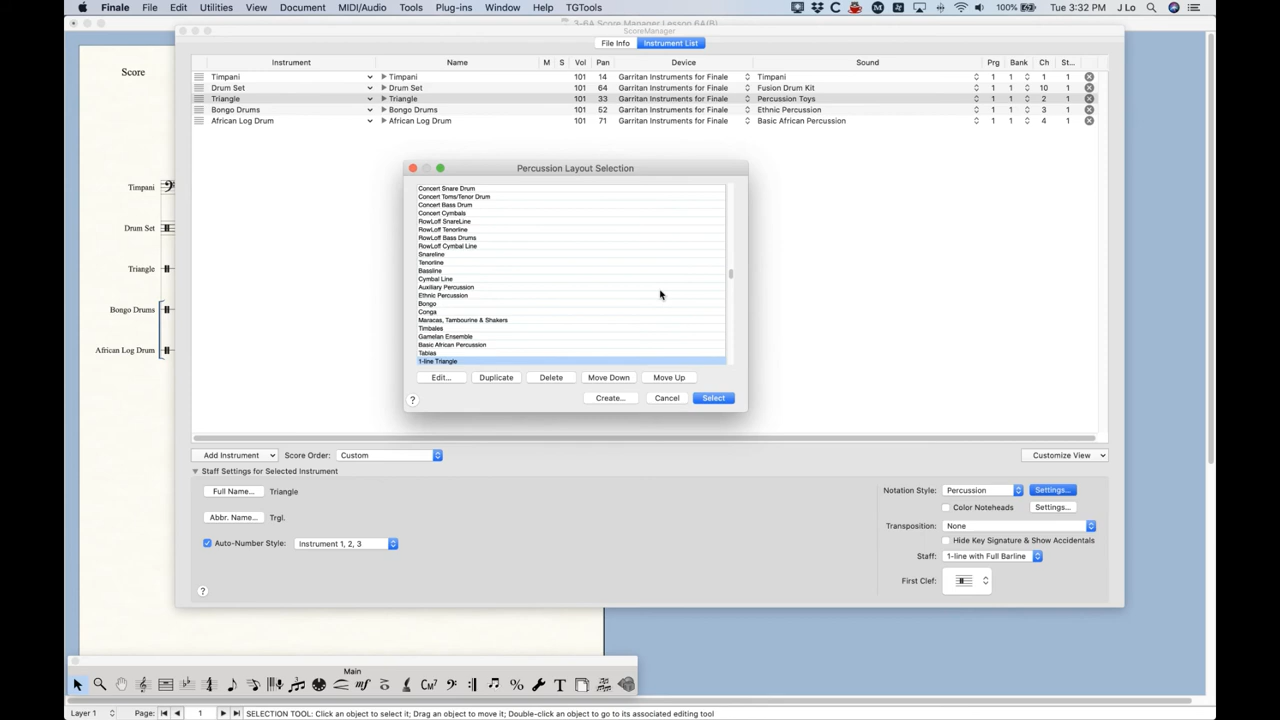 Finale File Edit Utilities View Document MIDI/Audio Tools Plug-ins Window Help TGTools 100% Tue 3:32 PM J Lo
3-6A Score Manager Lesson 6A(B)
ScoreManager
File Info Instrument List
Score
Instrument Name M S Vol Pan Device Sound Prg Bank Ch St...
Timpani Timpani 101 14 Garritan Instruments for Finale Timpani 1 1 1 1
Drum Set Drum Set 101 64 Garritan Instruments for Finale Fusion Drum Kit 1 1 10 1
Triangle Triangle 101 33 Garritan Instruments for Finale Percussion Toys 1 1 2 1
Bongo Drums Bongo Drums 101 52 Garritan Instruments for Finale Ethnic Percussion 1 1 3 1
African Log Drum African Log Drum 101 71 Garritan Instruments for Finale Basic African Percussion 1 1 4 1
Timpani
Drum Set
Triangle
Bongo Drums
African Log Drum
Percussion Layout Selection
Concert Snare Drum
Concert Toms/Tenor Drum
Concert Bass Drum
Concert Cymbals
RowLoff SnareLine
RowLoff Tenorline
RowLoff Bass Drums
RowLoff Cymbal Line
Snareline
Tenorline
Bassline
Cymbal Line
Auxiliary Percussion
Ethnic Percussion
Bongo
Conga
Maracas, Tambourine & Shakers
Timbales
Gamelan Ensemble
Basic African Percussion
Tablas
1-line Triangle
Edit... Duplicate Delete Move Down Move Up
? Create... Cancel Select
Add Instrument Score Order: Custom Customize View
Staff Settings for Selected Instrument
Full Name... Triangle
Abbr. Name... Trgl.
Auto-Number Style: Instrument 1, 2, 3
Notation Style: Percussion Settings...
Color Noteheads Settings...
Transposition: None
Hide Key Signature & Show Accidentals
Staff: 1-line with Full Barline
First Clef:
?
Main
CM7
Layer 1 Page: 1 SELECTION TOOL: Click an object to select it; Drag an object to move it; Double-click an object to go to its associated editing tool